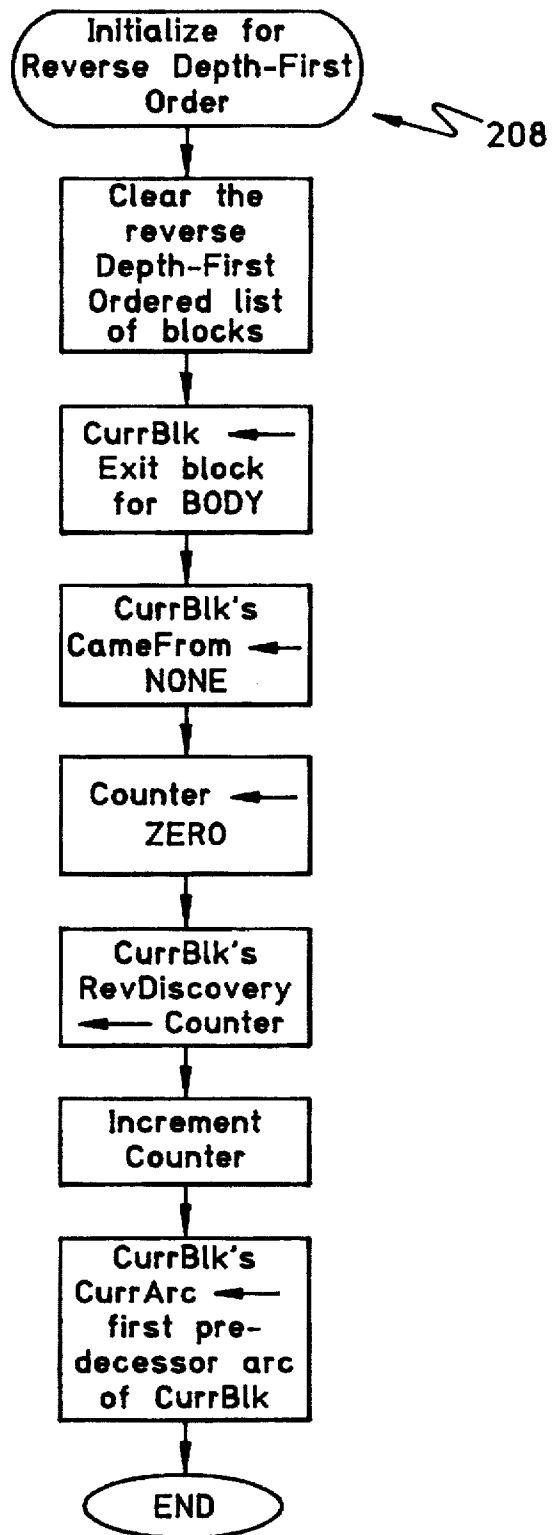 Initialize for
Reverse Depth-First
Order
208
Clear the
reverse
Depth-First
Ordered list
of blocks
CurrBlk ←
Exit block
for BODY
CurrBlk's
CameFrom ←
NONE
Counter ←
ZERO
CurrBlk's
RevDiscovery
← Counter
Increment
Counter
CurrBlk's
CurrArc ←
first pre-
decessor arc
of CurrBlk
END